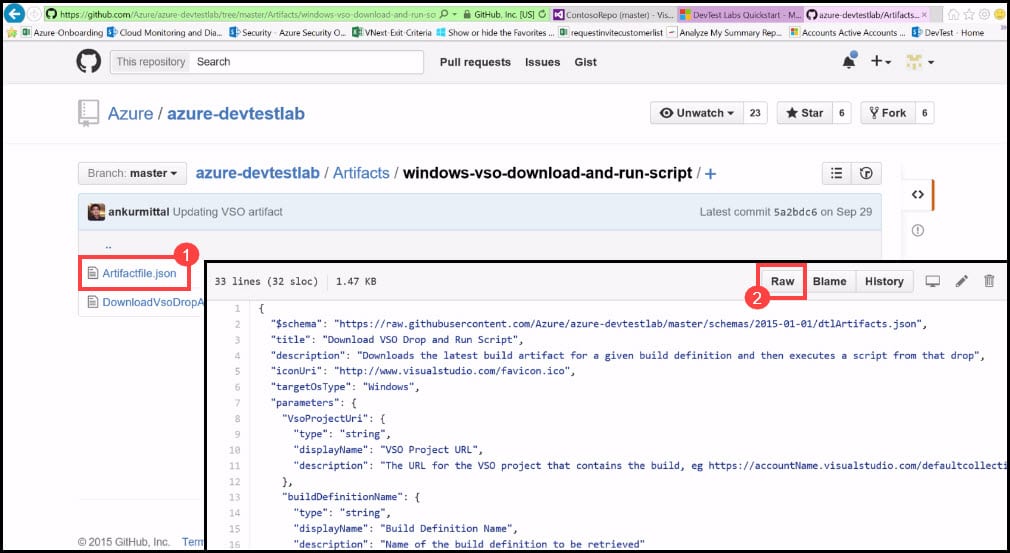 https://github.com/Azure/azure-devtestlab/tree/master/Artifacts/windows-vso-download-and-run-sc
GitHub, Inc. [US]
ContosoRepo (master) - Vis...
DevTest Labs Quickstart - M...
azure-devtestlab/Artifacts...
Azure-Onboarding
Cloud Monitoring and Dia...
Security - Azure Security O...
VNext-Exit-Criteria
Show or hide the Favorites ...
requestinvitecustomerlist
Analyze My Summary Rep...
Accounts Active Accounts ...
DevTest - Home
This repository Search
Pull requests Issues Gist
Azure / azure-devtestlab
Unwatch 23
Star 6
Fork 6
Branch: master
azure-devtestlab / Artifacts / windows-vso-download-and-run-script / +
ankurmittal Updating VSO artifact
Latest commit 5a2bdc6 on Sep 29
..
1
Artifactfile.json
DownloadVsoDropA
33 lines (32 sloc) 1.47 KB
Raw Blame History
2
1 {
2 "$schema": "https://raw.githubusercontent.com/Azure/azure-devtestlab/master/schemas/2015-01-01/dtlArtifacts.json",
3 "title": "Download VSO Drop and Run Script",
4 "description": "Downloads the latest build artifact for a given build definition and then executes a script from that drop",
5 "iconUri": "http://www.visualstudio.com/favicon.ico",
6 "targetOsType": "Windows",
7 "parameters": {
8 "VsoProjectUri": {
9 "type": "string",
10 "displayName": "VSO Project URL",
11 "description": "The URL for the VSO project that contains the build, eg https://accountName.visualstudio.com/defaultcollecti
12 },
13 "buildDefinitionName": {
14 "type": "string",
15 "displayName": "Build Definition Name",
16 "description": "Name of the build definition to be retrieved"
© 2015 GitHub, Inc. Term